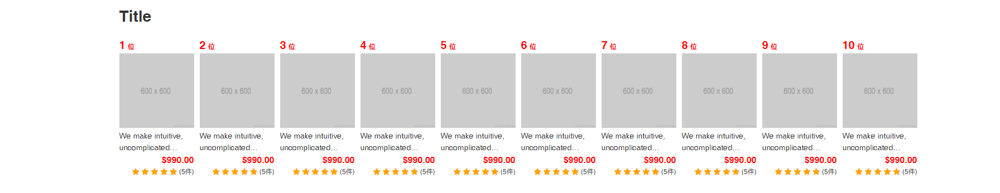 Title
1 位 2 位 3 位 4 位 5 位 6 位 7 位 8 位 9 位 10 位
600 x 600 600 x 600 600 x 600 600 x 600 600 x 600 600 x 600 600 x 600 600 x 600 600 x 600 600 x 600
We make intuitive, We make intuitive, We make intuitive, We make intuitive, We make intuitive, We make intuitive, We make intuitive, We make intuitive, We make intuitive, We make intuitive,
uncomplicated... uncomplicated... uncomplicated... uncomplicated... uncomplicated... uncomplicated... uncomplicated... uncomplicated... uncomplicated... uncomplicated...
$990.00 $990.00 $990.00 $990.00 $990.00 $990.00 $990.00 $990.00 $990.00 $990.00
(5件) (5件) (5件) (5件) (5件) (5件) (5件) (5件) (5件) (5件)